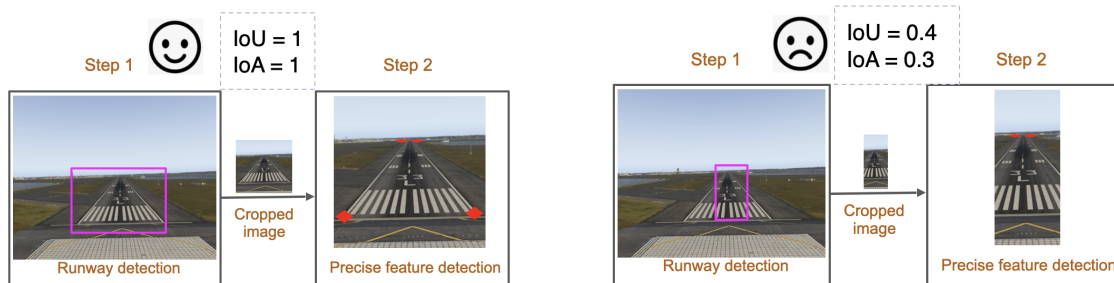 IoU = 1
IoA = 1
Step 1
Step 2
Cropped
image
Runway detection
Precise feature detection
IoU = 0.4
IoA = 0.3
Step 1
Step 2
Cropped
image
Runway detection
Precise feature detection